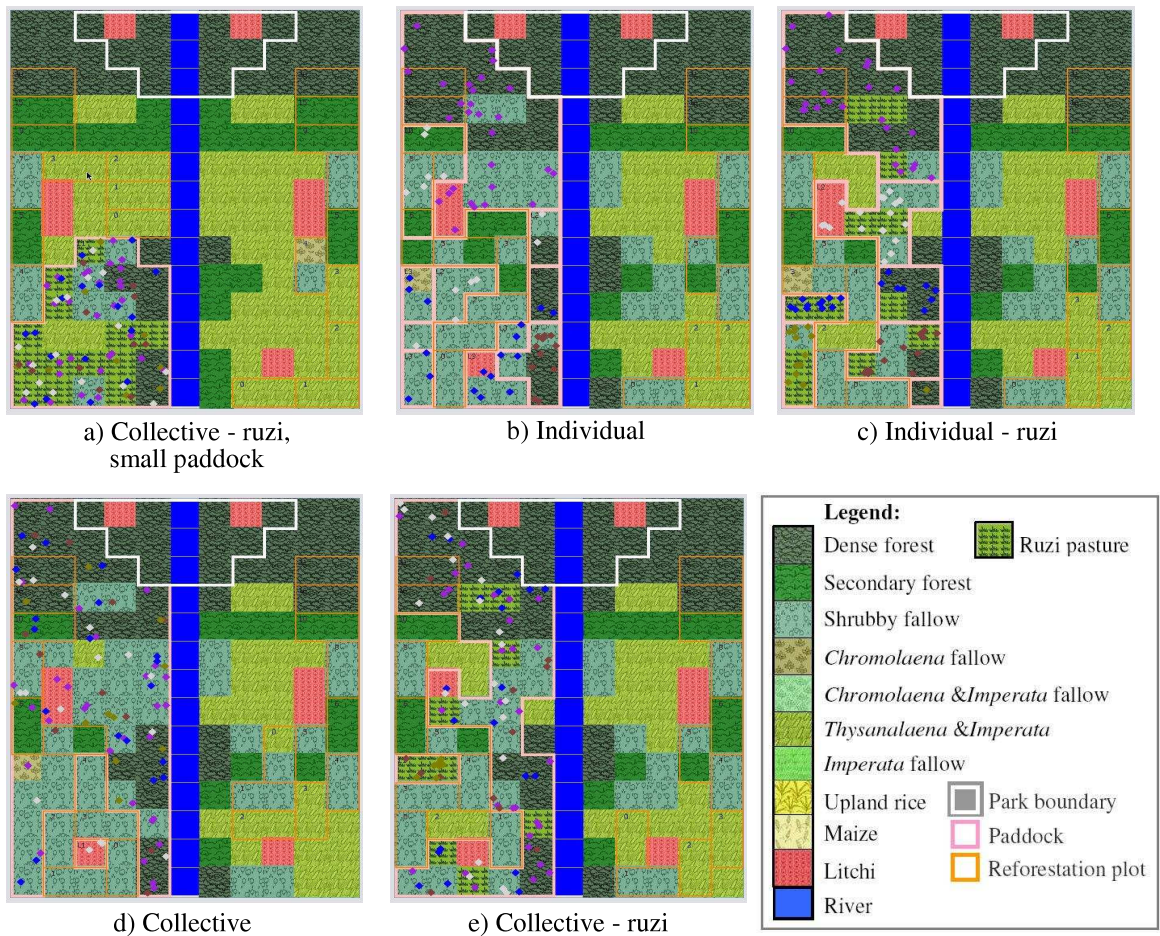 a) Collective - ruzi,
small paddock
b) Individual
c) Individual - ruzi
d) Collective
e) Collective - ruzi
Legend:
Dense forest
Ruzi pasture
Secondary forest
Shrubby fallow
Chromolaena fallow
Chromolaena &Imperata fallow
Thysanalaena &Imperata
Imperata fallow
Upland rice
Park boundary
Maize
Paddock
Litchi
Reforestation plot
River